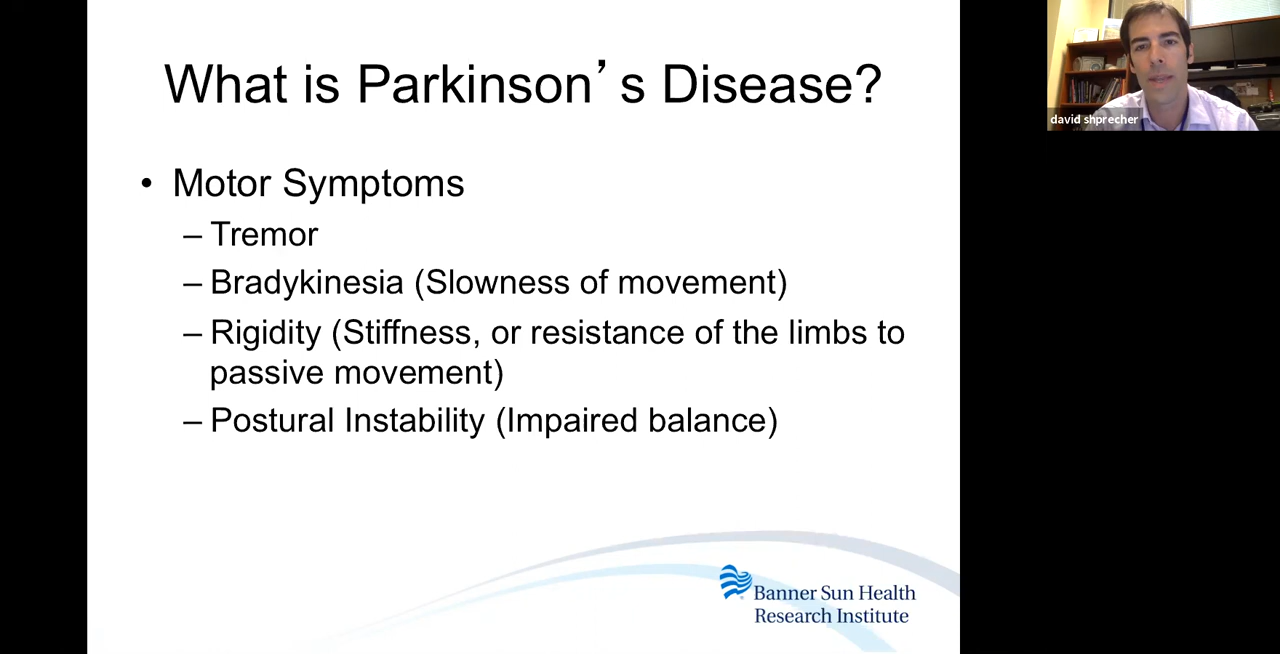 What is Parkinson’s Disease?
• Motor Symptoms
– Tremor
– Bradykinesia (Slowness of movement)
– Rigidity (Stiffness, or resistance of the limbs to
passive movement)
– Postural Instability (Impaired balance)
Banner Sun Health
Research Institute
david shprecher